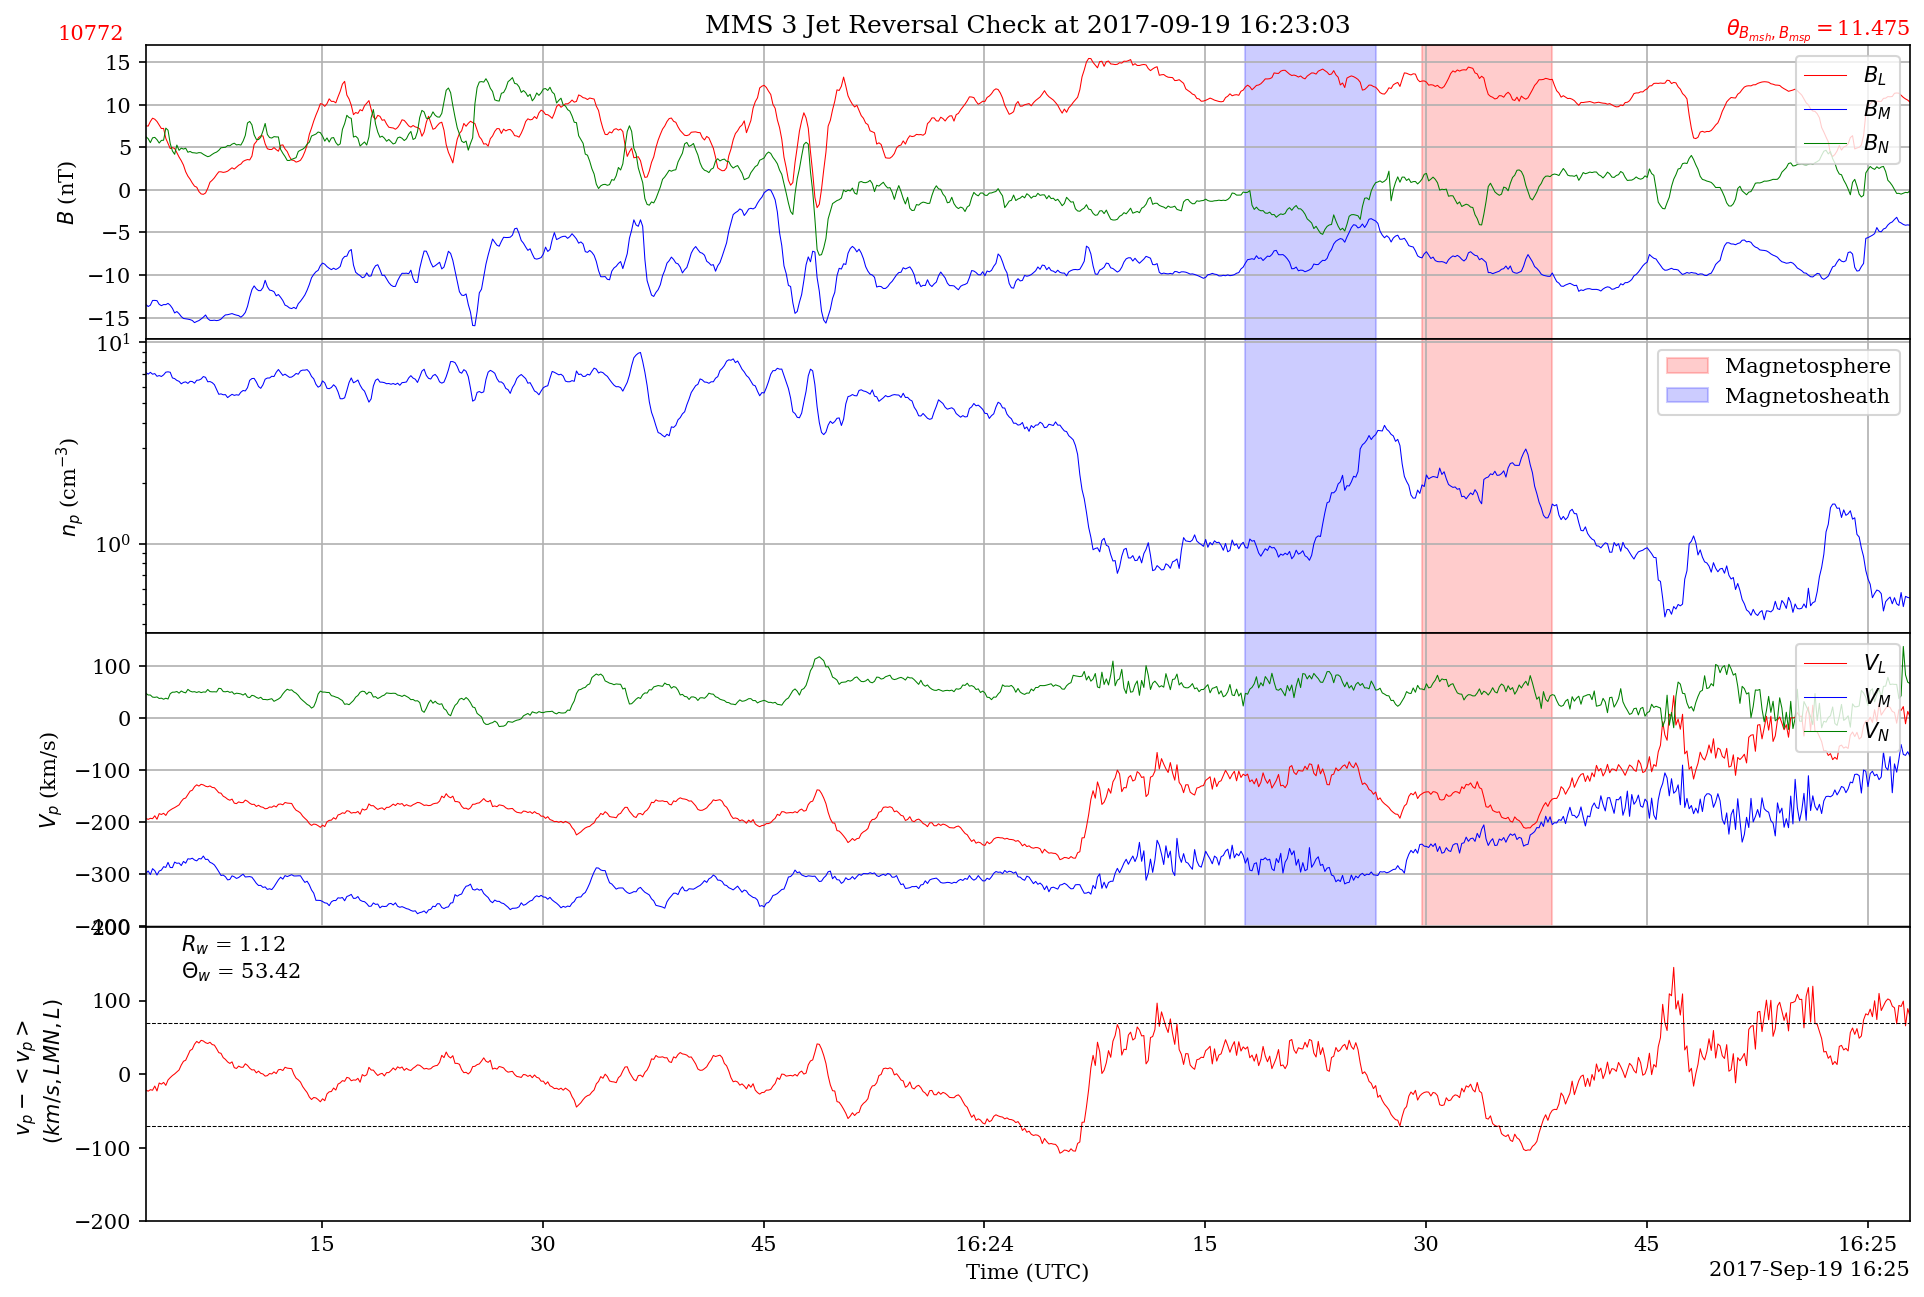 MMS 3 Jet Reversal Check at 2017-09-19 16:23:03
10772
θ_{B_{msh}, B_{msp}} = 11.475
15
10
5
0
−5
−10
−15
B (nT)
B_L
B_M
B_N
10^1
10^0
n_p (cm^{−3})
Magnetosphere
Magnetosheath
100
0
−100
−200
−300
−400
V_p (km/s)
V_L
V_M
V_N
200
100
0
−100
−200
v_p − < v_p >
(km/s, LMN, L)
R_w = 1.12
Θ_w = 53.42
15
30
45
16:24
15
30
45
16:25
Time (UTC)
2017-Sep-19 16:25